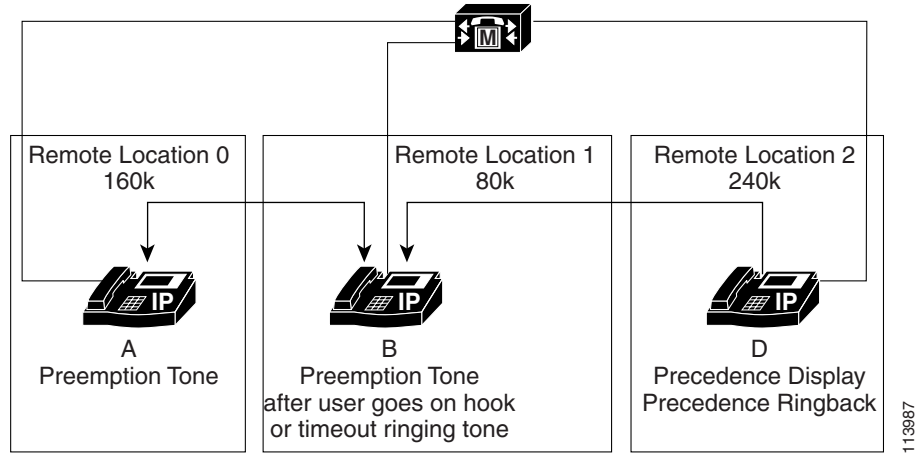 M
Remote Location 0
160k
Remote Location 1
80k
Remote Location 2
240k
IP
IP
IP
A
Preemption Tone
B
Preemption Tone
after user goes on hook
or timeout ringing tone
D
Precedence Display
Precedence Ringback
113987